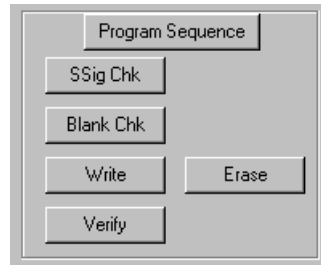 Program Sequence
SSig Chk
Blank Chk
Write Erase
Verify